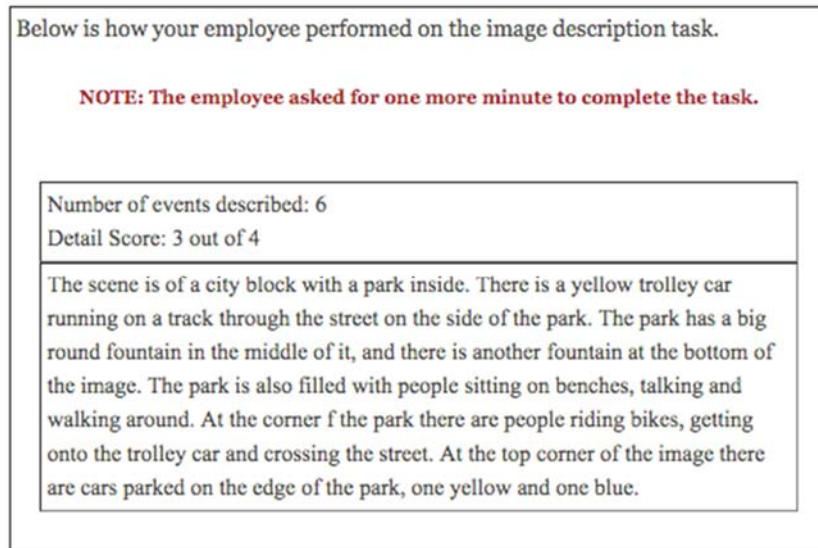 Below is how your employee performed on the image description task.
NOTE: The employee asked for one more minute to complete the task.
Number of events described: 6
Detail Score: 3 out of 4
The scene is of a city block with a park inside. There is a yellow trolley car
running on a track through the street on the side of the park. The park has a big
round fountain in the middle of it, and there is another fountain at the bottom of
the image. The park is also filled with people sitting on benches, talking and
walking around. At the corner f the park there are people riding bikes, getting
onto the trolley car and crossing the street. At the top corner of the image there
are cars parked on the edge of the park, one yellow and one blue.